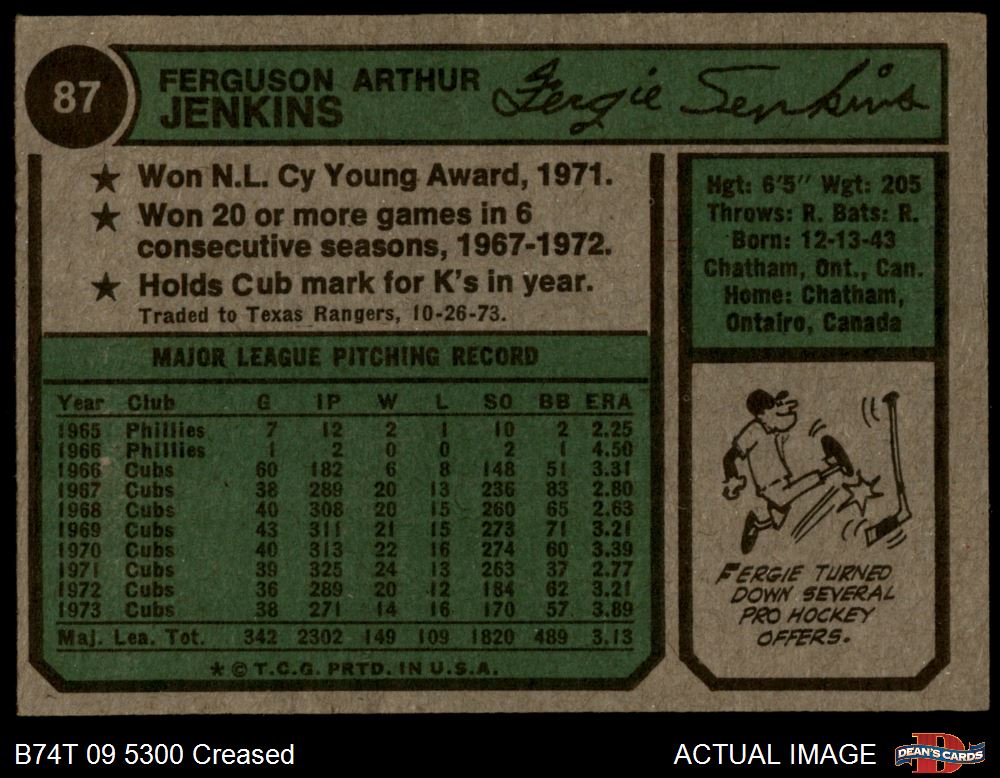 87
FERGUSON ARTHUR
JENKINS
Fergie Jenkins
★ Won N.L. Cy Young Award, 1971.
★ Won 20 or more games in 6
consecutive seasons, 1967-1972.
★ Holds Cub mark for K's in year.
Traded to Texas Rangers, 10-26-73.
Hgt: 6'5" Wgt: 205
Throws: R. Bats: R.
Born: 12-13-43
Chatham, Ont., Can.
Home: Chatham,
Ontairo, Canada
MAJOR LEAGUE PITCHING RECORD
Year Club G IP W L SO BB ERA
1965 Phillies 7 12 2 1 10 2 2.25
1966 Phillies 1 2 0 0 2 1 4.50
1966 Cubs 60 182 6 8 148 51 3.31
1967 Cubs 38 289 20 13 236 83 2.80
1968 Cubs 40 308 20 15 260 65 2.63
1969 Cubs 43 311 21 15 273 71 3.21
1970 Cubs 40 313 22 16 274 60 3.39
1971 Cubs 39 325 24 13 263 37 2.77
1972 Cubs 36 289 20 12 184 62 3.21
1973 Cubs 38 271 14 16 170 57 3.89
Maj. Lea. Tot. 342 2302 149 109 1820 489 3.13
* © T.C.G. PRTD. IN U.S.A.
FERGIE TURNED
DOWN SEVERAL
PRO HOCKEY
OFFERS.
B74T 09 5300 Creased
ACTUAL IMAGE
DEAN'S CARDS